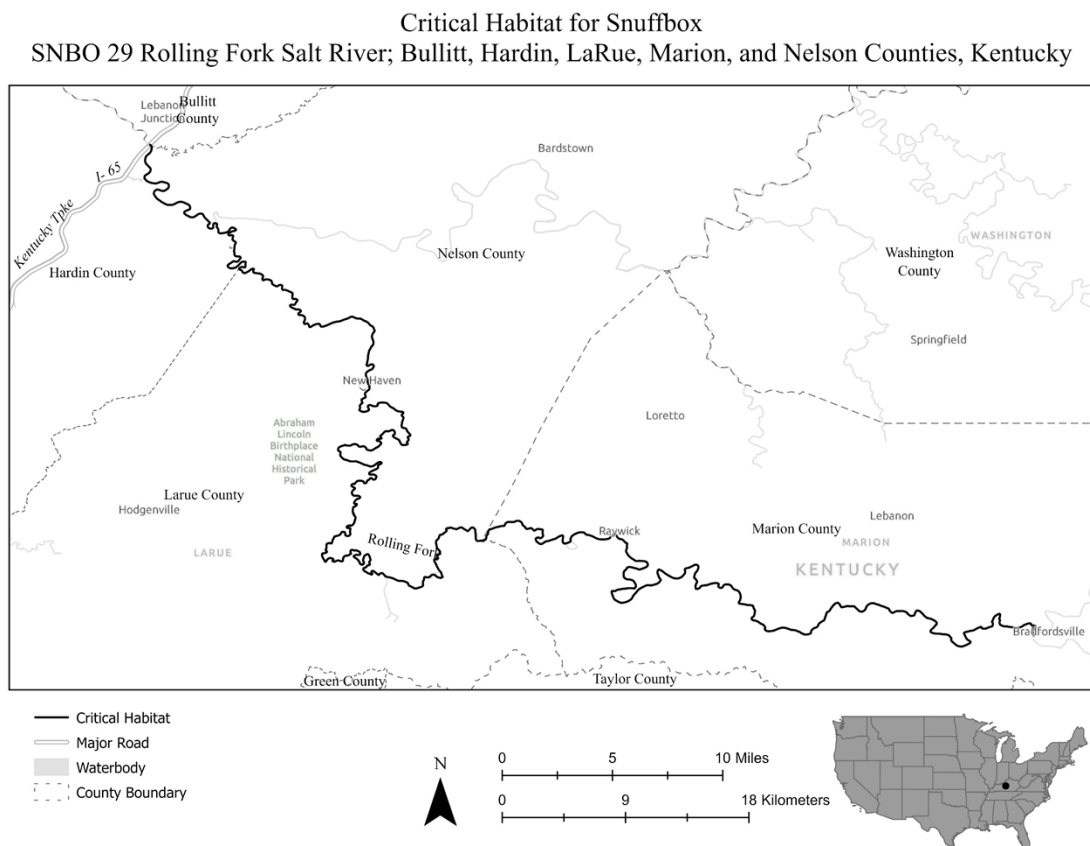 Critical Habitat for Snuffbox
SNBO 29 Rolling Fork Salt River; Bullitt, Hardin, LaRue, Marion, and Nelson Counties, Kentucky
Lebanon
Junction
Bullitt
County
I- 65
Kentucky Tpke
Hardin County
Bardstown
Nelson County
WASHINGTON
Washington
County
Springfield
New Haven
Loretto
Abraham
Lincoln
Birthplace
National
Historical
Park
Larue County
Hodgenville
LARUE
Rolling Fork
Raywick
Marion County
Lebanon
MARION
KENTUCKY
Bradfordsville
Green County
Taylor County
Critical Habitat
Major Road
Waterbody
County Boundary
N
0 5 10 Miles
0 9 18 Kilometers